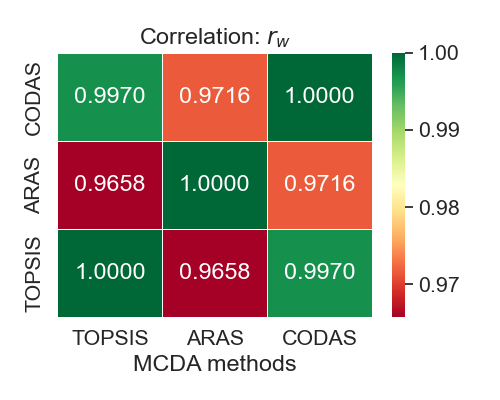 Correlation: r_w
CODAS 0.9970 0.9716 1.0000
ARAS 0.9658 1.0000 0.9716
TOPSIS 1.0000 0.9658 0.9970
TOPSIS ARAS CODAS
MCDA methods
1.00
0.99
0.98
0.97